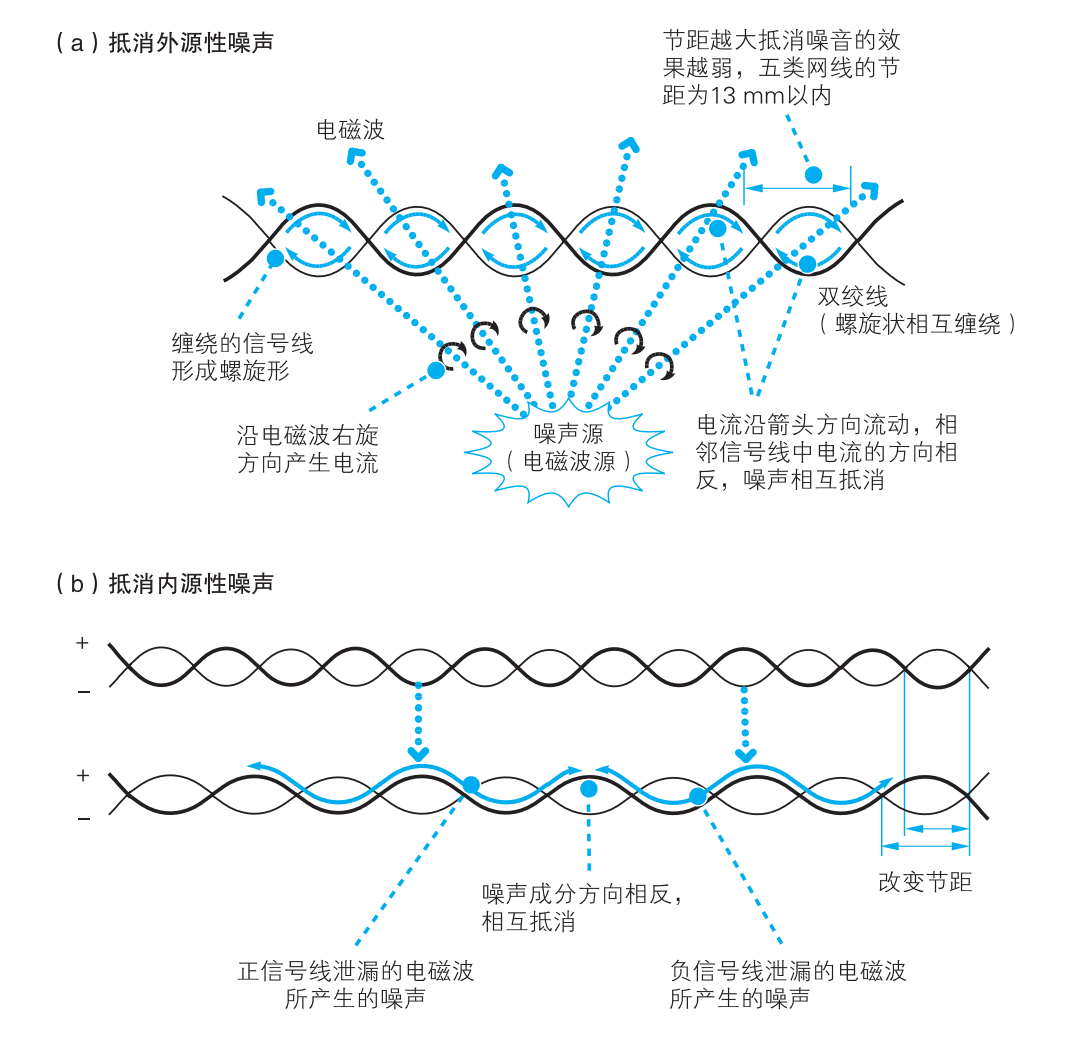 （a）抵消外源性噪声
节距越大抵消噪音的效
果越弱，五类网线的节
距为13 mm以内
电磁波
双绞线
（螺旋状相互缠绕）
缠绕的信号线
形成螺旋形
沿电磁波右旋
方向产生电流
噪声源
（电磁波源）
电流沿箭头方向流动，相
邻信号线中电流的方向相
反，噪声相互抵消
（b）抵消内源性噪声
+
−
+
−
改变节距
噪声成分方向相反，
相互抵消
正信号线泄漏的电磁波
所产生的噪声
负信号线泄漏的电磁波
所产生的噪声